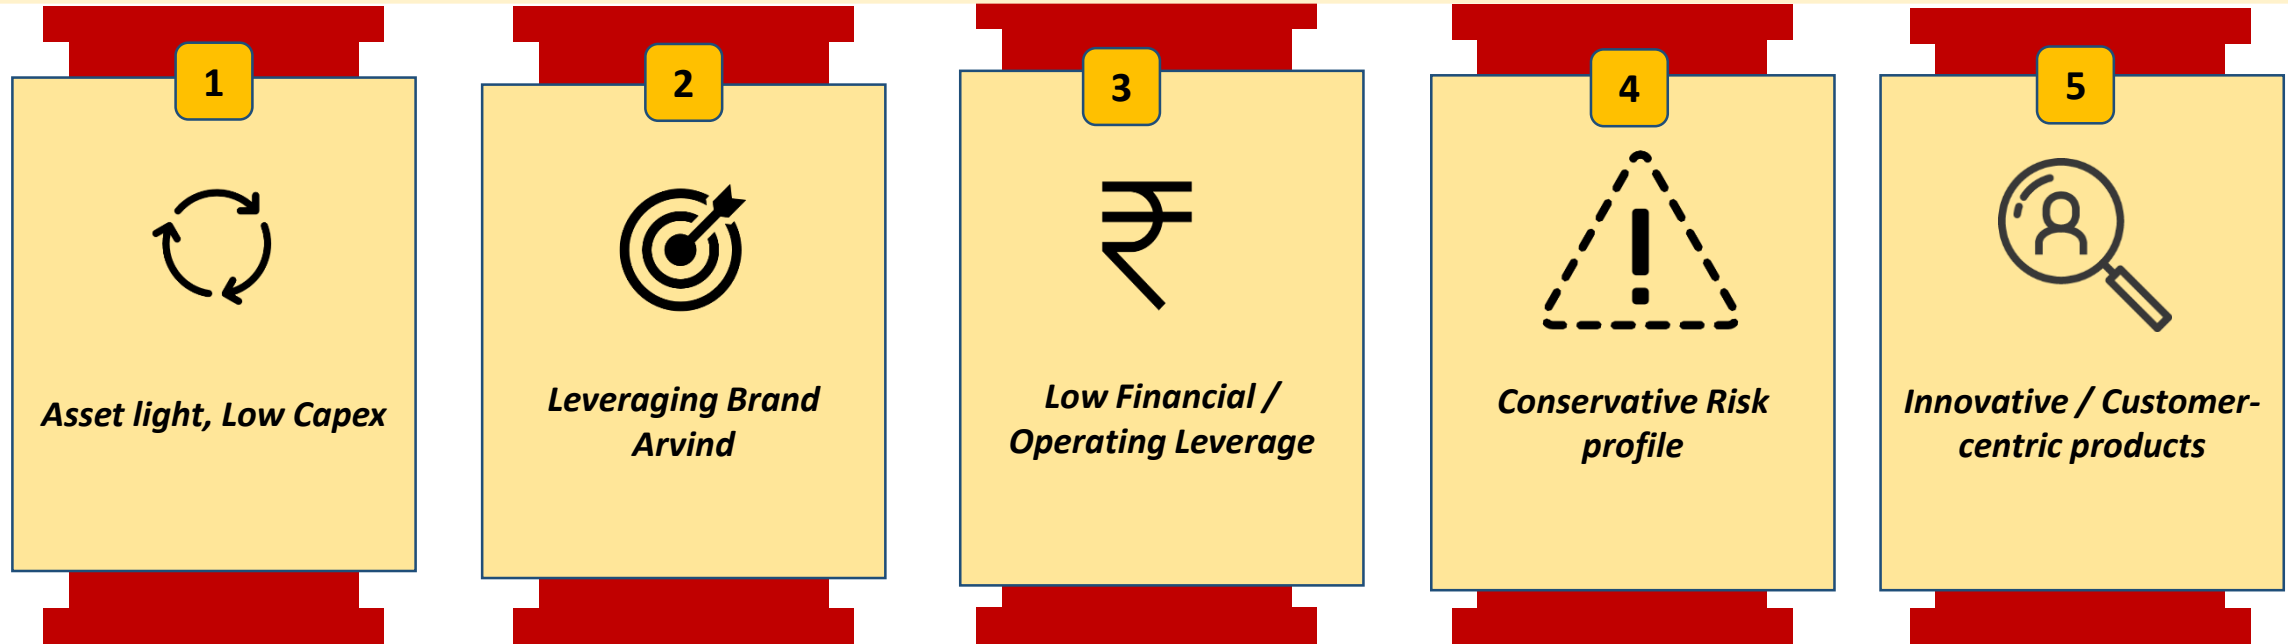 1
Asset light, Low Capex
2
Leveraging Brand
Arvind
3
₹
Low Financial /
Operating Leverage
4
!
Conservative Risk
profile
5
Innovative / Customer-
centric products